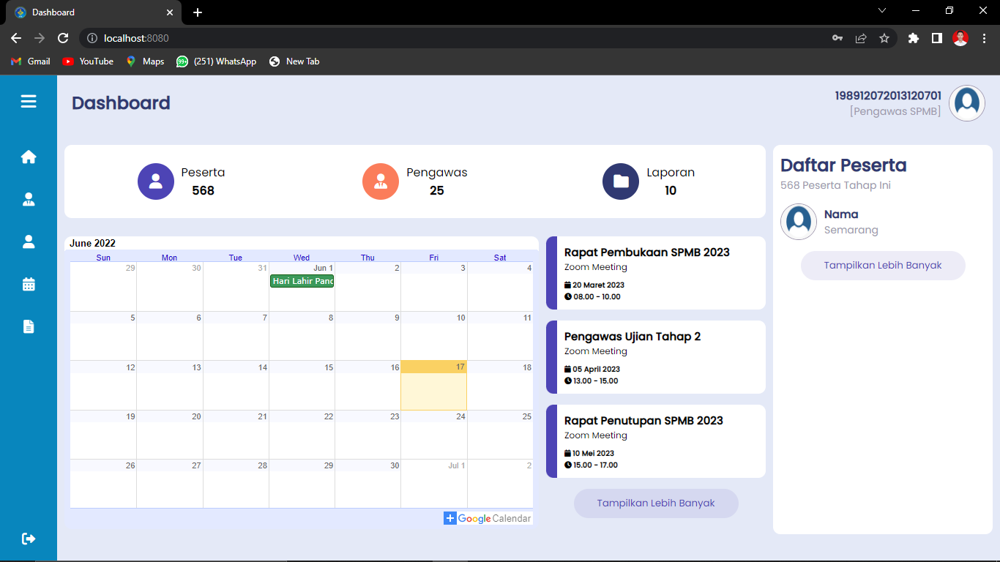 Dashboard
localhost:8080
Gmail
YouTube
Maps
99+
(251) WhatsApp
New Tab
Dashboard
198912072013120701
[Pengawas SPMB]
Peserta
568
Pengawas
25
Laporan
10
June 2022
Sun Mon Tue Wed Thu Fri Sat
29 30 31 Jun 1 2 3 4
Hari Lahir Panc
5 6 7 8 9 10 11
12 13 14 15 16 17 18
19 20 21 22 23 24 25
26 27 28 29 30 Jul 1 2
Google Calendar
Rapat Pembukaan SPMB 2023
Zoom Meeting
20 Maret 2023
08.00 - 10.00
Pengawas Ujian Tahap 2
Zoom Meeting
05 April 2023
13.00 - 15.00
Rapat Penutupan SPMB 2023
Zoom Meeting
10 Mei 2023
15.00 - 17.00
Tampilkan Lebih Banyak
Daftar Peserta
568 Peserta Tahap Ini
Nama
Semarang
Tampilkan Lebih Banyak